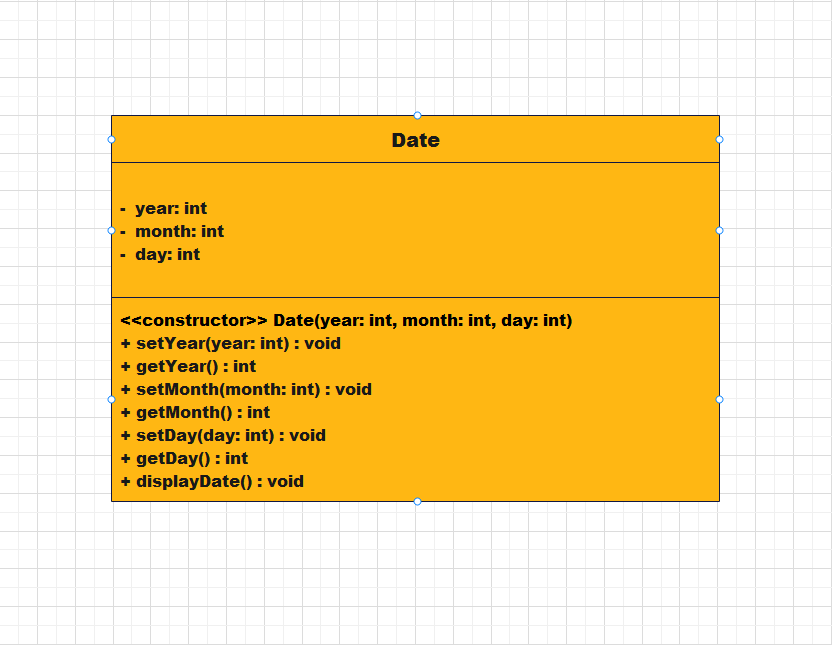 Date
- year: int
- month: int
- day: int
<<constructor>> Date(year: int, month: int, day: int)
+ setYear(year: int) : void
+ getYear() : int
+ setMonth(month: int) : void
+ getMonth() : int
+ setDay(day: int) : void
+ getDay() : int
+ displayDate() : void